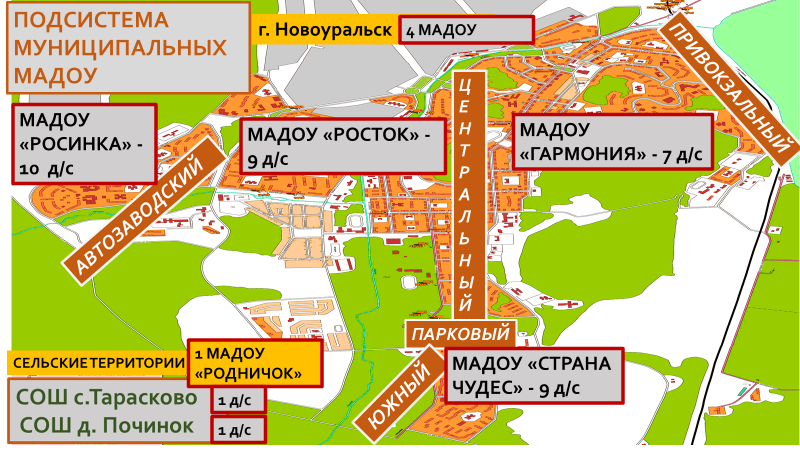 ПОДСИСТЕМА
МУНИЦИПАЛЬНЫХ
МАДОУ
г. Новоуральск
4 МАДОУ
ПРИВОКЗАЛЬНЫЙ
МАДОУ
«РОСИНКА» -
10 д/с
МАДОУ «РОСТОК» -
9 д/с
ЦЕНТРАЛЬНЫЙ
МАДОУ
«ГАРМОНИЯ» - 7 д/с
АВТОЗАВОДСКИЙ
ПАРКОВЫЙ
ЮЖНЫЙ
МАДОУ «СТРАНА
ЧУДЕС» - 9 д/с
СЕЛЬСКИЕ ТЕРРИТОРИИ
1 МАДОУ
«РОДНИЧОК»
СОШ с.Тарасково
1 д/с
СОШ д. Починок
1 д/с